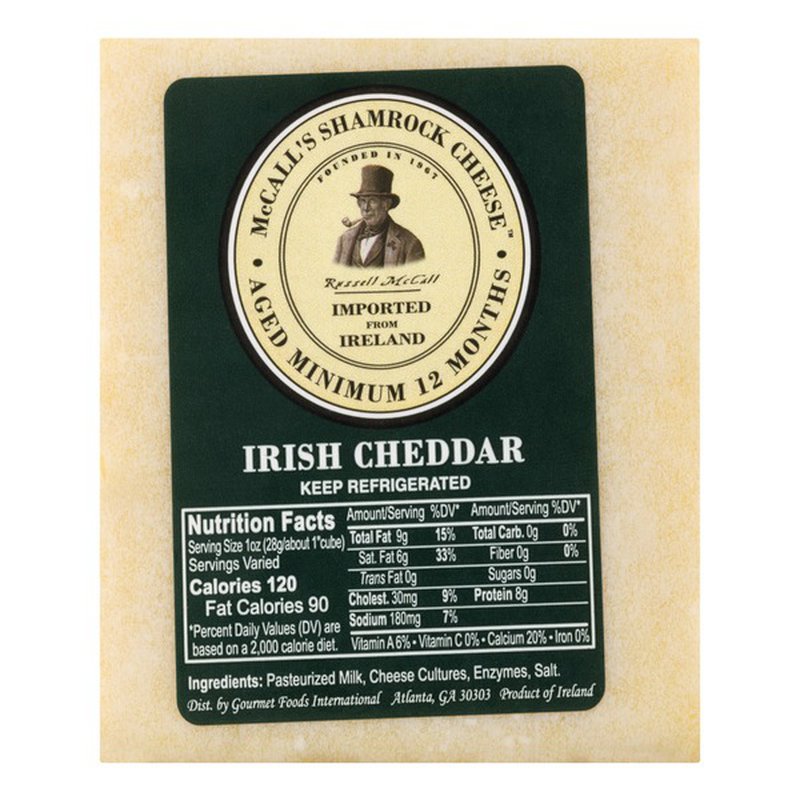 McCALL'S SHAMROCK CHEESE™
FOUNDED IN 1967
Russell McCall
IMPORTED
FROM
IRELAND
• AGED MINIMUM 12 MONTHS •
IRISH CHEDDAR
KEEP REFRIGERATED
Nutrition Facts
Serving Size 1oz (28g/about 1"cube)
Servings Varied
Calories 120
Fat Calories 90
*Percent Daily Values (DV) are
based on a 2,000 calorie diet.
Amount/Serving %DV* Amount/Serving %DV*
Total Fat 9g 15% Total Carb. 0g 0%
Sat. Fat 6g 33% Fiber 0g 0%
Trans Fat 0g Sugars 0g
Cholest. 30mg 9% Protein 8g
Sodium 180mg 7%
Vitamin A 6% • Vitamin C 0% • Calcium 20% • Iron 0%
Ingredients: Pasteurized Milk, Cheese Cultures, Enzymes, Salt.
Dist. by Gourmet Foods International Atlanta, GA 30303 Product of Ireland